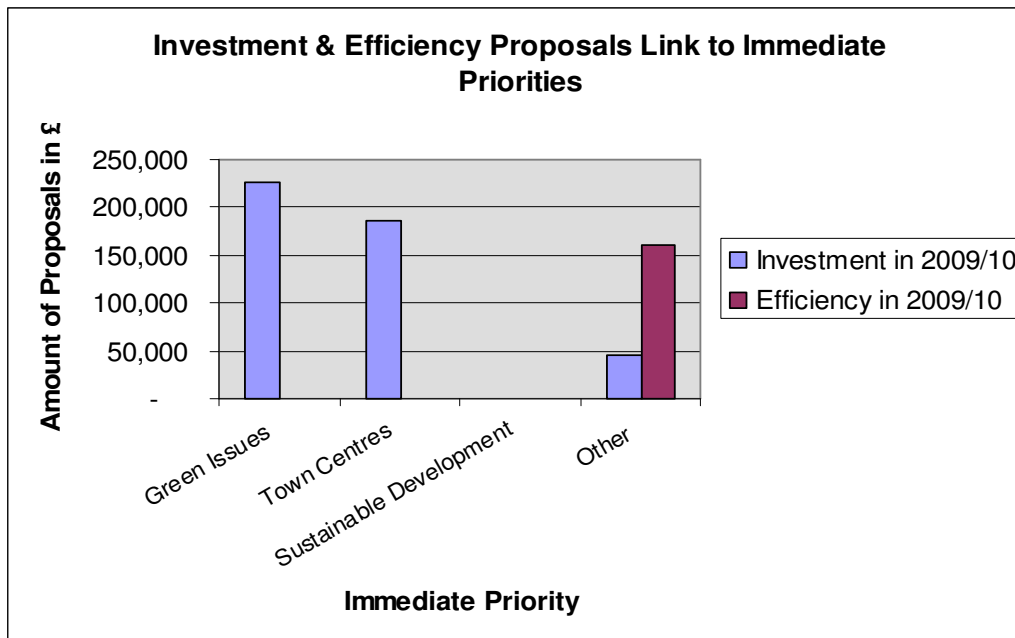 Investment & Efficiency Proposals Link to Immediate
Priorities
Amount of Proposals in £
250,000
200,000
150,000
100,000
50,000
-
Green Issues
Town Centres
Sustainable Development
Other
Immediate Priority
Investment in 2009/10
Efficiency in 2009/10